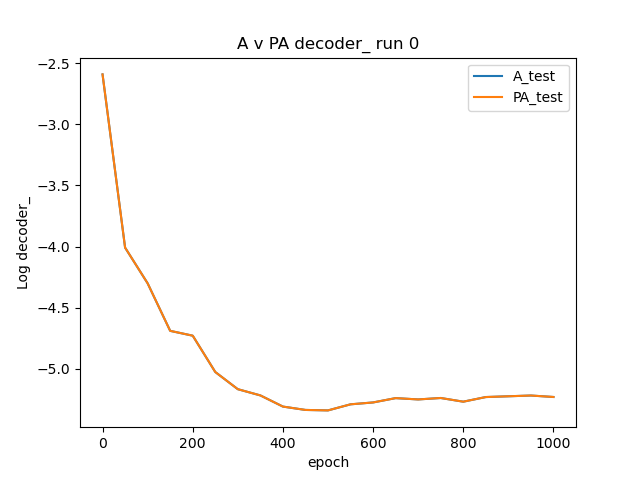 A v PA decoder_ run 0
A_test
PA_test
Log decoder_
−2.5
−3.0
−3.5
−4.0
−4.5
−5.0
0 200 400 600 800 1000
epoch